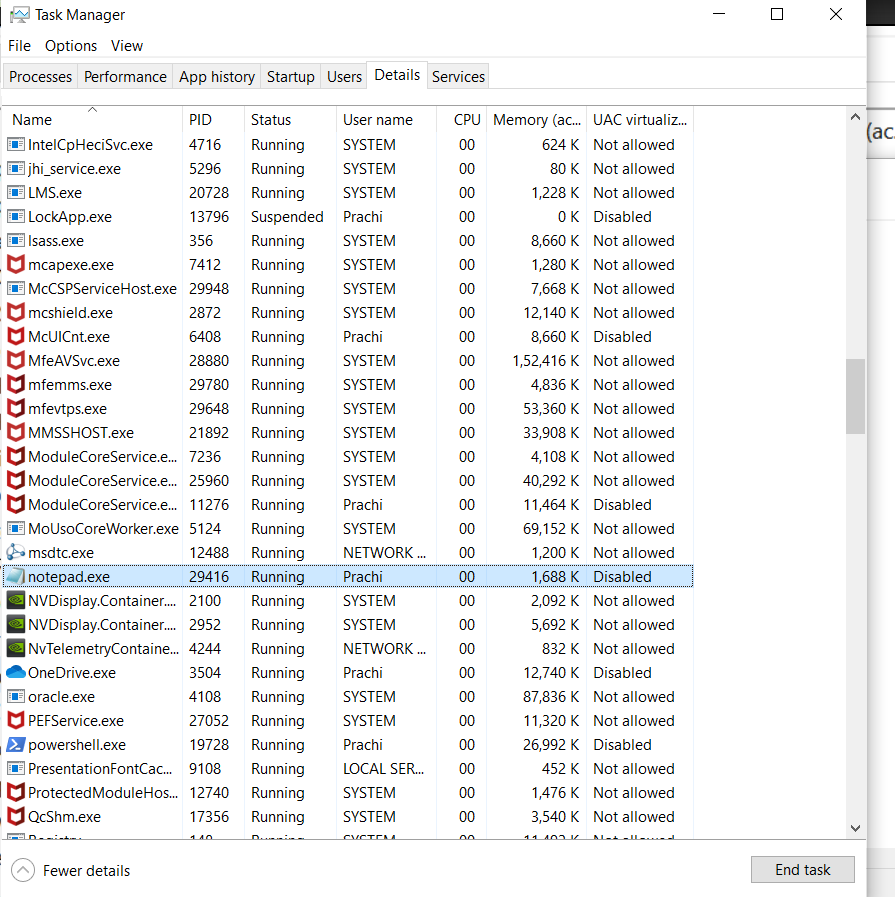 Task Manager
File Options View
Processes Performance App history Startup Users Details Services
Name PID Status User name CPU Memory (ac... UAC virtualiz...
(ac.
IntelCpHeciSvc.exe 4716 Running SYSTEM 00 624 K Not allowed
jhi_service.exe 5296 Running SYSTEM 00 80 K Not allowed
LMS.exe 20728 Running SYSTEM 00 1,228 K Not allowed
LockApp.exe 13796 Suspended Prachi 00 0 K Disabled
lsass.exe 356 Running SYSTEM 00 8,660 K Not allowed
mcapexe.exe 7412 Running SYSTEM 00 1,280 K Not allowed
McCSPServiceHost.exe 29948 Running SYSTEM 00 7,668 K Not allowed
mcshield.exe 2872 Running SYSTEM 00 12,140 K Not allowed
McUICnt.exe 6408 Running Prachi 00 8,660 K Disabled
MfeAVSvc.exe 28880 Running SYSTEM 00 1,52,416 K Not allowed
mfemms.exe 29780 Running SYSTEM 00 4,836 K Not allowed
mfevtps.exe 29648 Running SYSTEM 00 53,360 K Not allowed
MMSSHOST.exe 21892 Running SYSTEM 00 33,908 K Not allowed
ModuleCoreService.e... 7236 Running SYSTEM 00 4,108 K Not allowed
ModuleCoreService.e... 25960 Running SYSTEM 00 40,292 K Not allowed
ModuleCoreService.e... 11276 Running Prachi 00 11,464 K Disabled
MoUsoCoreWorker.exe 5124 Running SYSTEM 00 69,152 K Not allowed
msdtc.exe 12488 Running NETWORK ... 00 1,200 K Not allowed
notepad.exe 29416 Running Prachi 00 1,688 K Disabled
NVDisplay.Container.... 2100 Running SYSTEM 00 2,092 K Not allowed
NVDisplay.Container.... 2952 Running SYSTEM 00 5,692 K Not allowed
NvTelemetryContaine... 4244 Running NETWORK ... 00 832 K Not allowed
OneDrive.exe 3504 Running Prachi 00 12,740 K Disabled
oracle.exe 4108 Running SYSTEM 00 87,836 K Not allowed
PEFService.exe 27052 Running SYSTEM 00 11,320 K Not allowed
powershell.exe 19728 Running Prachi 00 26,992 K Disabled
PresentationFontCac... 9108 Running LOCAL SER... 00 452 K Not allowed
ProtectedModuleHos... 12740 Running SYSTEM 00 1,476 K Not allowed
QcShm.exe 17356 Running SYSTEM 00 3,540 K Not allowed
Fewer details End task